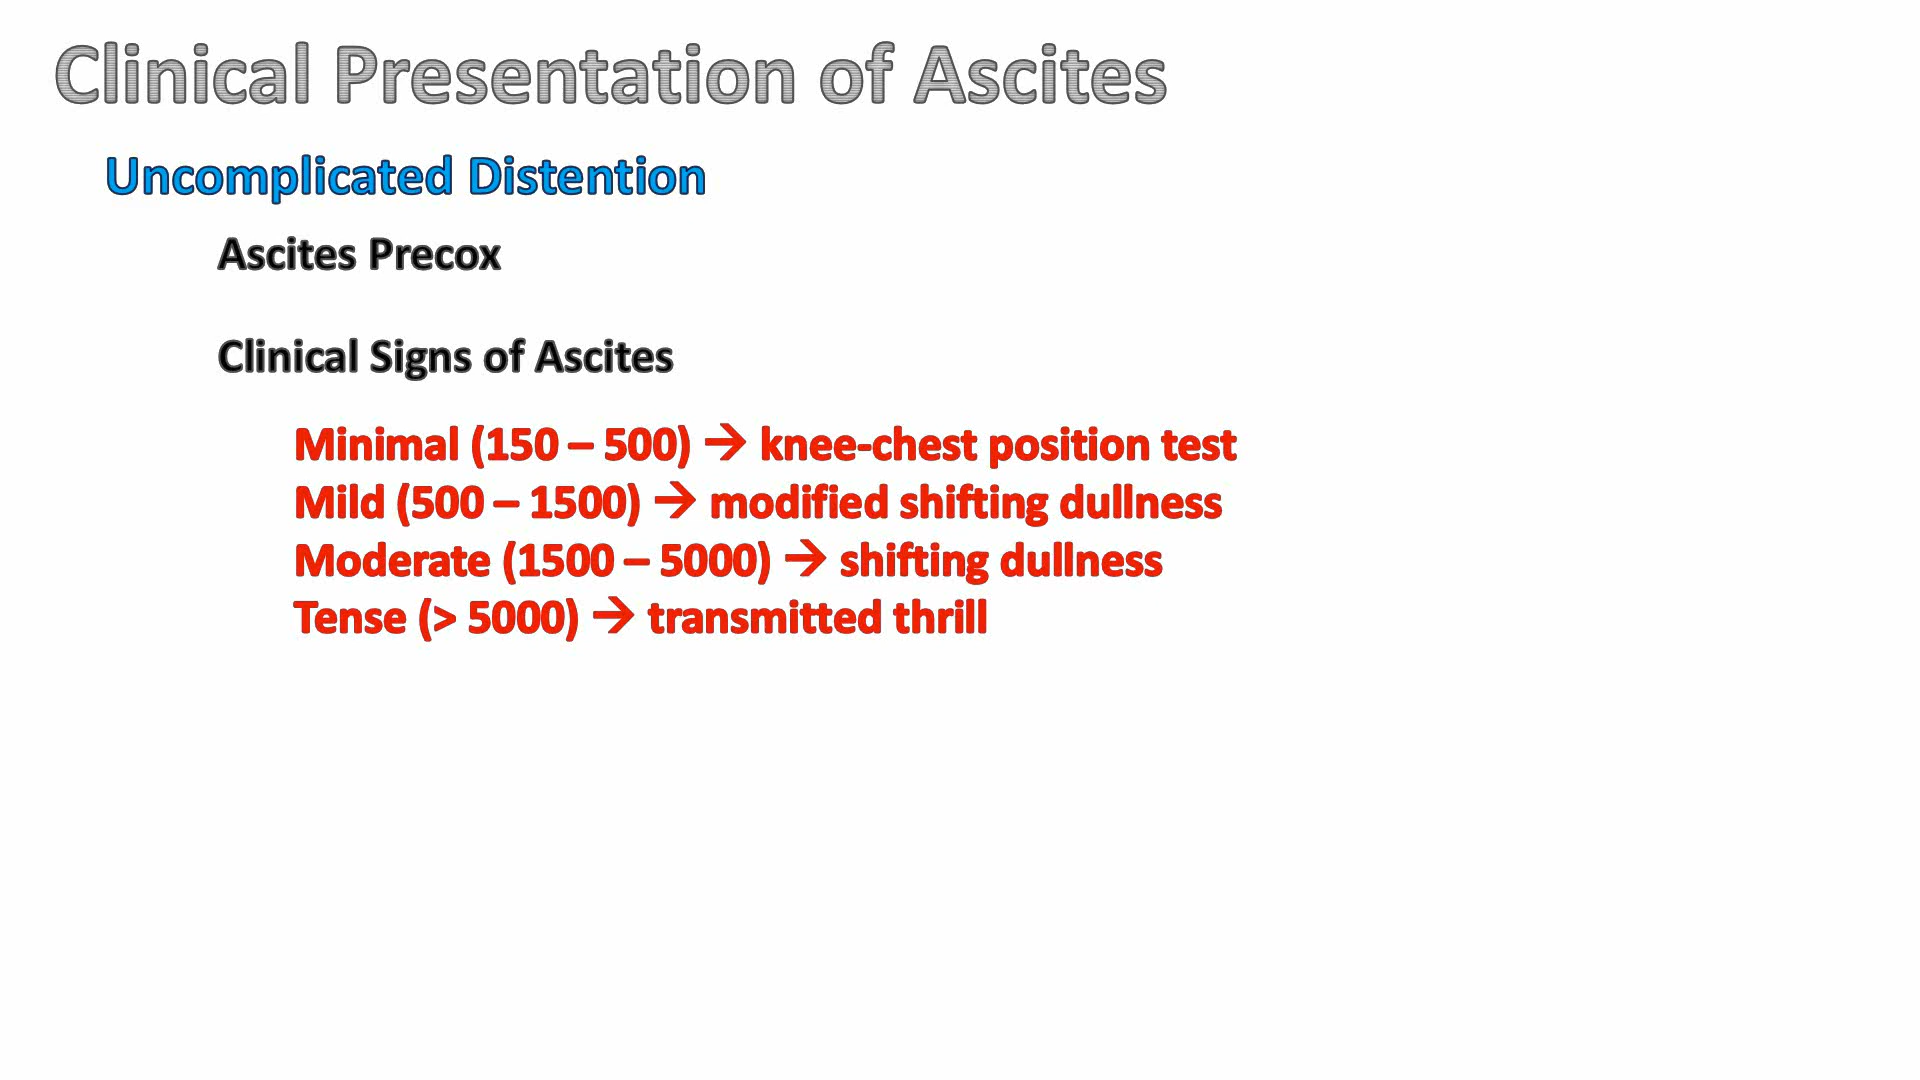 Clinical Presentation of Ascites
Uncomplicated Distention
Ascites Precox
Clinical Signs of Ascites
Minimal (150 – 500) → knee-chest position test
Mild (500 – 1500) → modified shifting dullness
Moderate (1500 – 5000) → shifting dullness
Tense (> 5000) → transmitted thrill